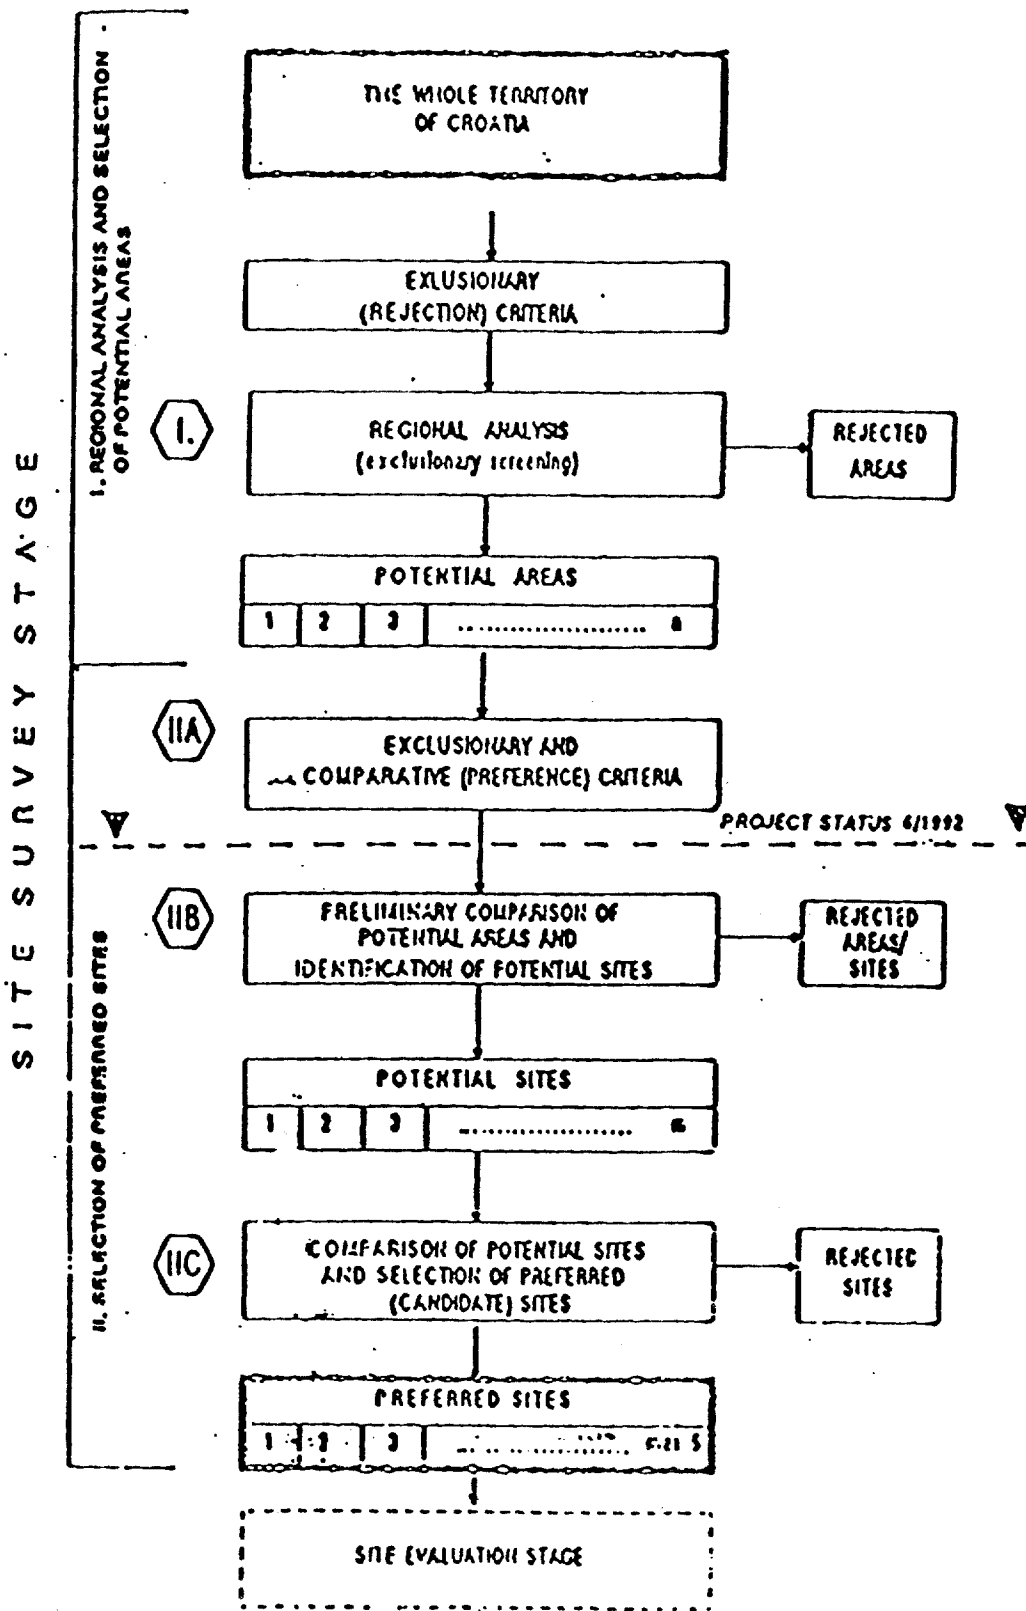 SITE SURVEY STAGE
I. REGIONAL ANALYSIS AND SELECTION
OF POTENTIAL AREAS
THE WHOLE TERRITORY
OF CROATIA
EXLUSIONARY
(REJECTION) CRITERIA
I.
REGIONAL ANALYSIS
(exclusionary screening)
REJECTED
AREAS
POTENTIAL AREAS
1 2 3 ......................
IIA
EXCLUSIONARY AND
COMPARATIVE (PREFERENCE) CRITERIA
PROJECT STATUS 6/1992
II. SELECTION OF PREFERRED SITES
IIB
PRELIMINARY COMPARISON OF
POTENTIAL AREAS AND
IDENTIFICATION OF POTENTIAL SITES
REJECTED
AREAS/
SITES
POTENTIAL SITES
1 2 3 ......................
IIC
COMPARISON OF POTENTIAL SITES
AND SELECTION OF PREFERRED
(CANDIDATE) SITES
REJECTED
SITES
PREFERRED SITES
1 2 3 ...................... 5
SITE EVALUATION STAGE